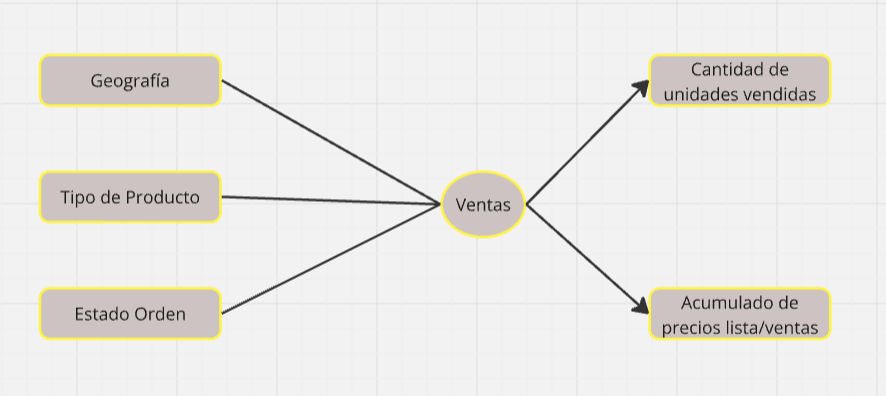 Geografía
Tipo de Producto
Estado Orden
Ventas
Cantidad de
unidades vendidas
Acumulado de
precios lista/ventas